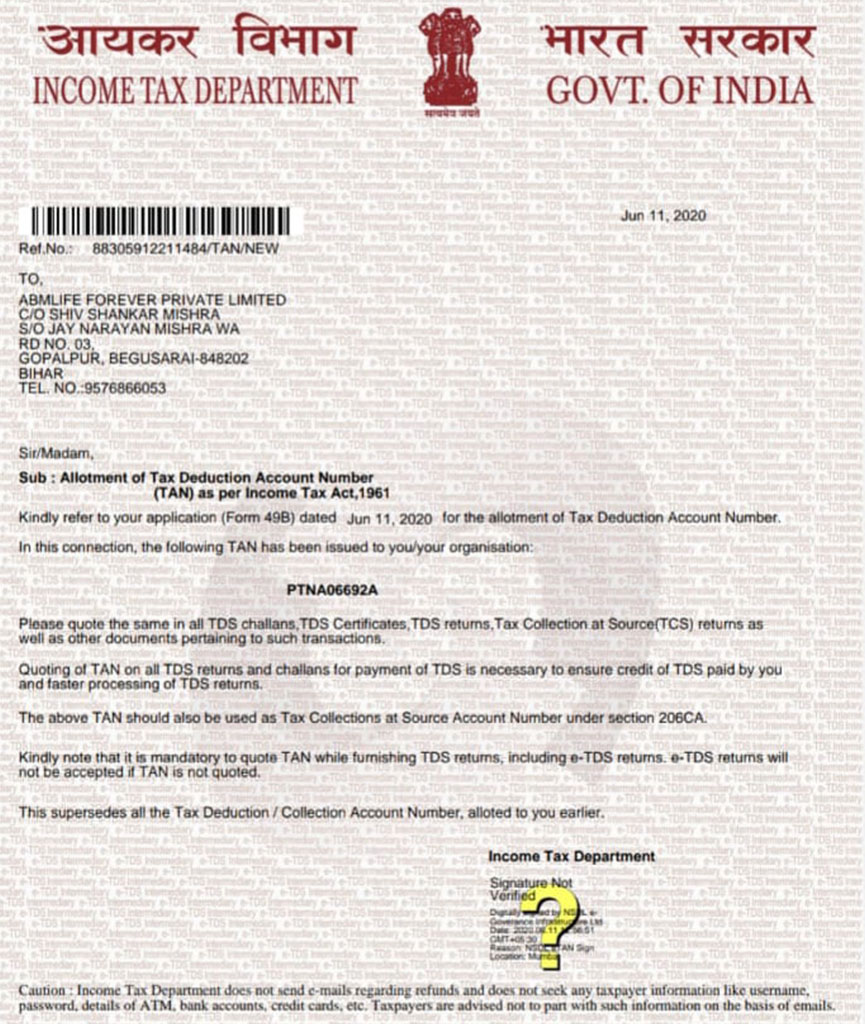 आयकर विभाग
INCOME TAX DEPARTMENT
सत्यमेव जयते
भारत सरकार
GOVT. OF INDIA
Jun 11, 2020
Ref.No.: 88305912211484/TAN/NEW
TO,
ABMLIFE FOREVER PRIVATE LIMITED
C/O SHIV SHANKAR MISHRA
S/O JAY NARAYAN MISHRA WA
RD NO. 03,
GOPALPUR, BEGUSARAI-848202
BIHAR
TEL. NO.:9576866053
Sir/Madam,
Sub : Allotment of Tax Deduction Account Number
(TAN) as per Income Tax Act,1961
Kindly refer to your application (Form 49B) dated Jun 11, 2020 for the allotment of Tax Deduction Account Number.
In this connection, the following TAN has been issued to you/your organisation:
PTNA06692A
Please quote the same in all TDS challans,TDS Certificates,TDS returns,Tax Collection at Source(TCS) returns as
well as other documents pertaining to such transactions.
Quoting of TAN on all TDS returns and challans for payment of TDS is necessary to ensure credit of TDS paid by you
and faster processing of TDS returns.
The above TAN should also be used as Tax Collections at Source Account Number under section 206CA.
Kindly note that it is mandatory to quote TAN while furnishing TDS returns, including e-TDS returns. e-TDS returns will
not be accepted if TAN is not quoted.
This supersedes all the Tax Deduction / Collection Account Number, alloted to you earlier.
Income Tax Department
Signature Not
Verified
?
Digitally by e-
Ltd
Date:
GMT+05:30
Reason: Sign
Location:
Caution : Income Tax Department does not send e-mails regarding refunds and does not seek any taxpayer information like username,
password, details of ATM, bank accounts, credit cards, etc. Taxpayers are advised not to part with such information on the basis of emails.